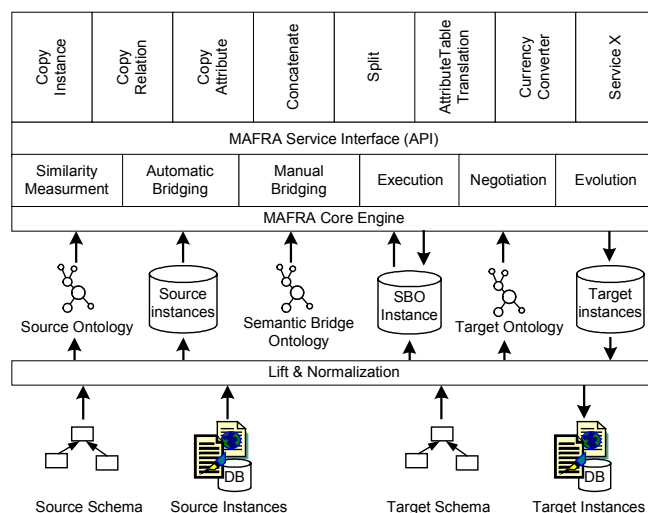 Copy
Instance
Copy
Relation
Copy
Attribute
Concatenate
Split
AttributeTable
Translation
Currency
Converter
Service X
MAFRA Service Interface (API)
Similarity
Measurment
Automatic
Bridging
Manual
Bridging
Execution
Negotiation
Evolution
MAFRA Core Engine
Source Ontology
Source
instances
Semantic Bridge
Ontology
SBO
Instance
Target Ontology
Target
instances
Lift & Normalization
DB
DB
Source Schema
Source Instances
Target Schema
Target Instances